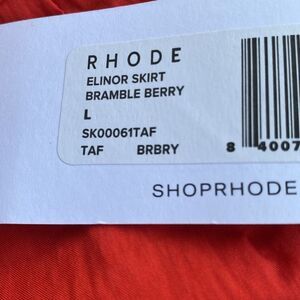 RHODE
ELINOR SKIRT
BRAMBLE BERRY
L
SK00061TAF
TAF BRBRY
8 4007
SHOPRHODE